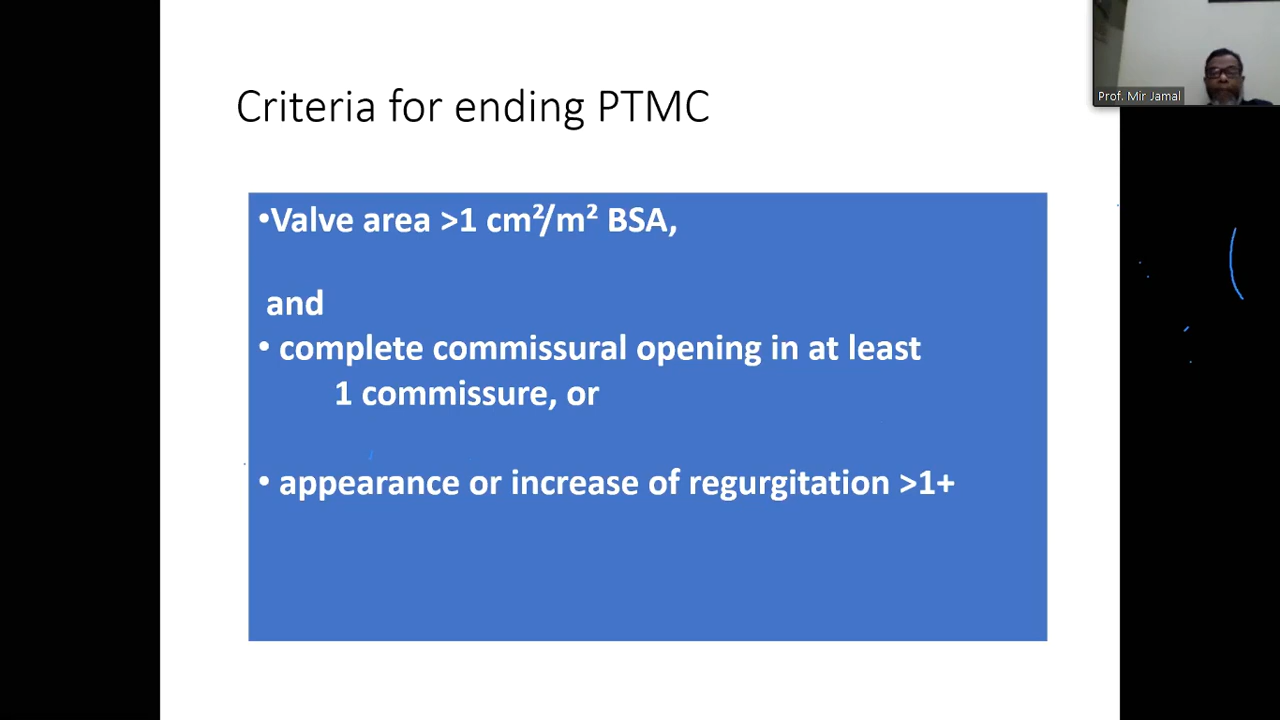 Criteria for ending PTMC
Prof. Mir Jamal
•Valve area >1 cm²/m² BSA,
and
• complete commissural opening in at least
1 commissure, or
• appearance or increase of regurgitation >1+